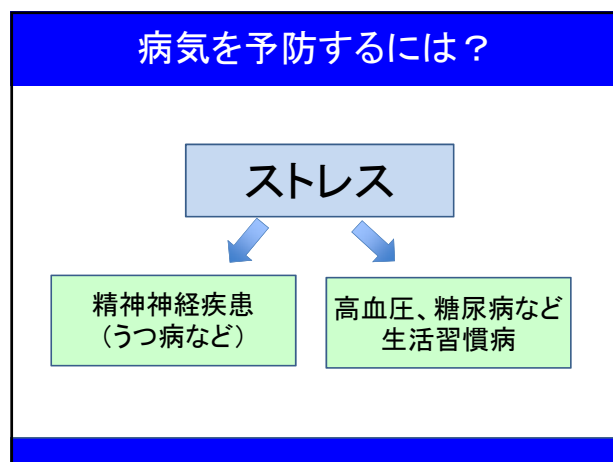 病気を予防するには？
ストレス
精神神経疾患
（うつ病など）
高血圧、糖尿病など
生活習慣病